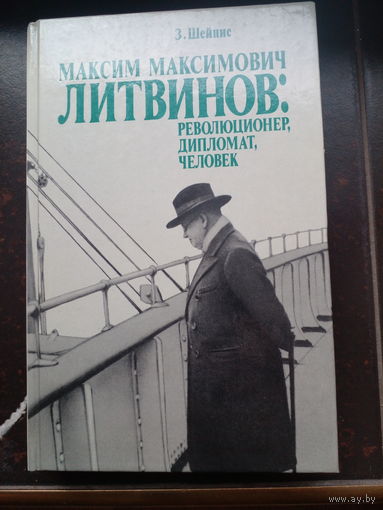 З. Шейнис
МАКСИМ МАКСИМОВИЧ
ЛИТВИНОВ:
РЕВОЛЮЦИОНЕР,
ДИПЛОМАТ,
ЧЕЛОВЕК
www.ay.by